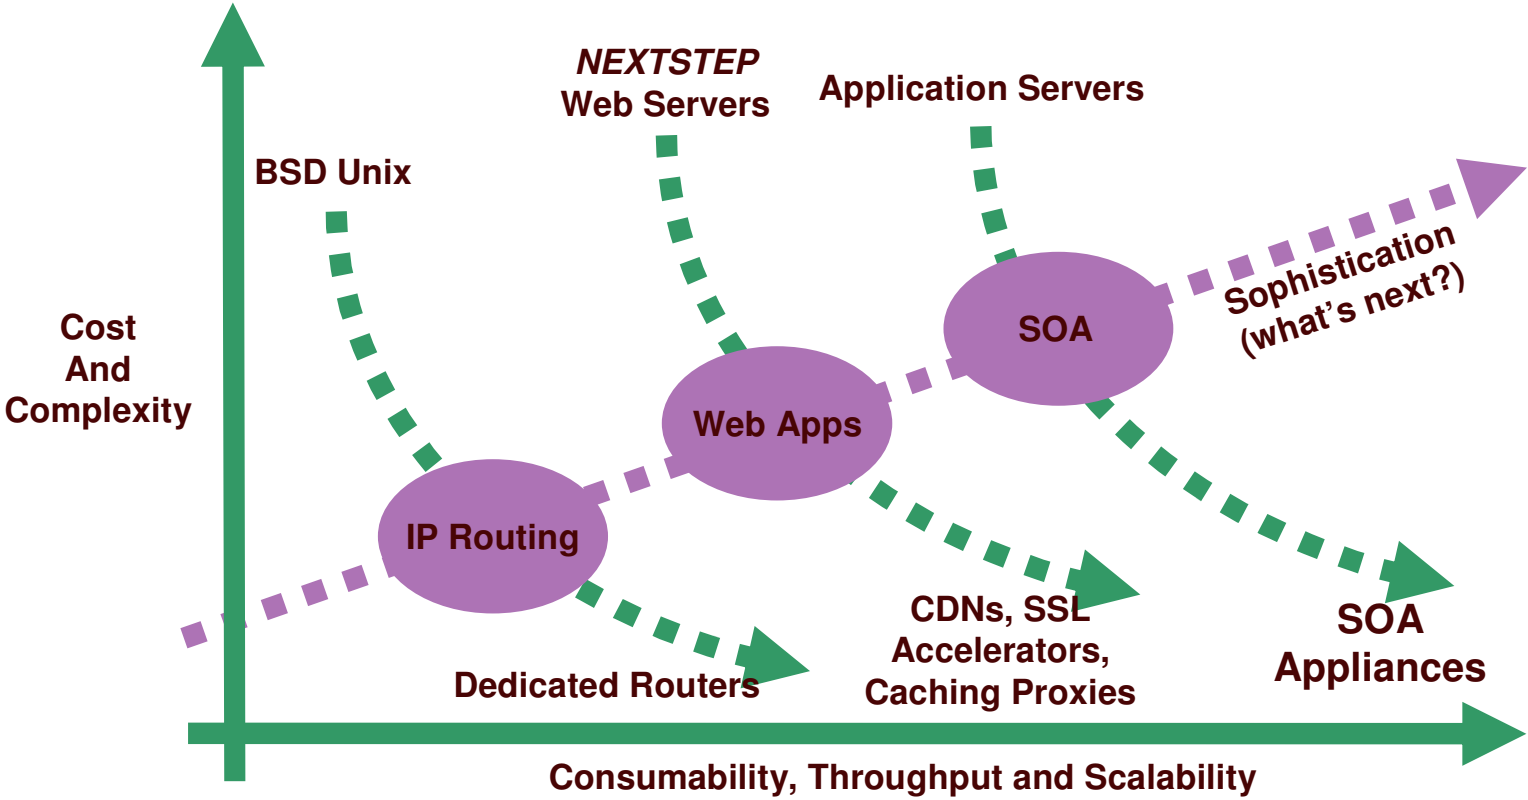 NEXTSTEP
Web Servers
Application Servers
BSD Unix
Sophistication
(what's next?)
Cost
And
Complexity
SOA
Web Apps
IP Routing
CDNs, SSL
Accelerators,
Caching Proxies
SOA
Appliances
Dedicated Routers
Consumability, Throughput and Scalability